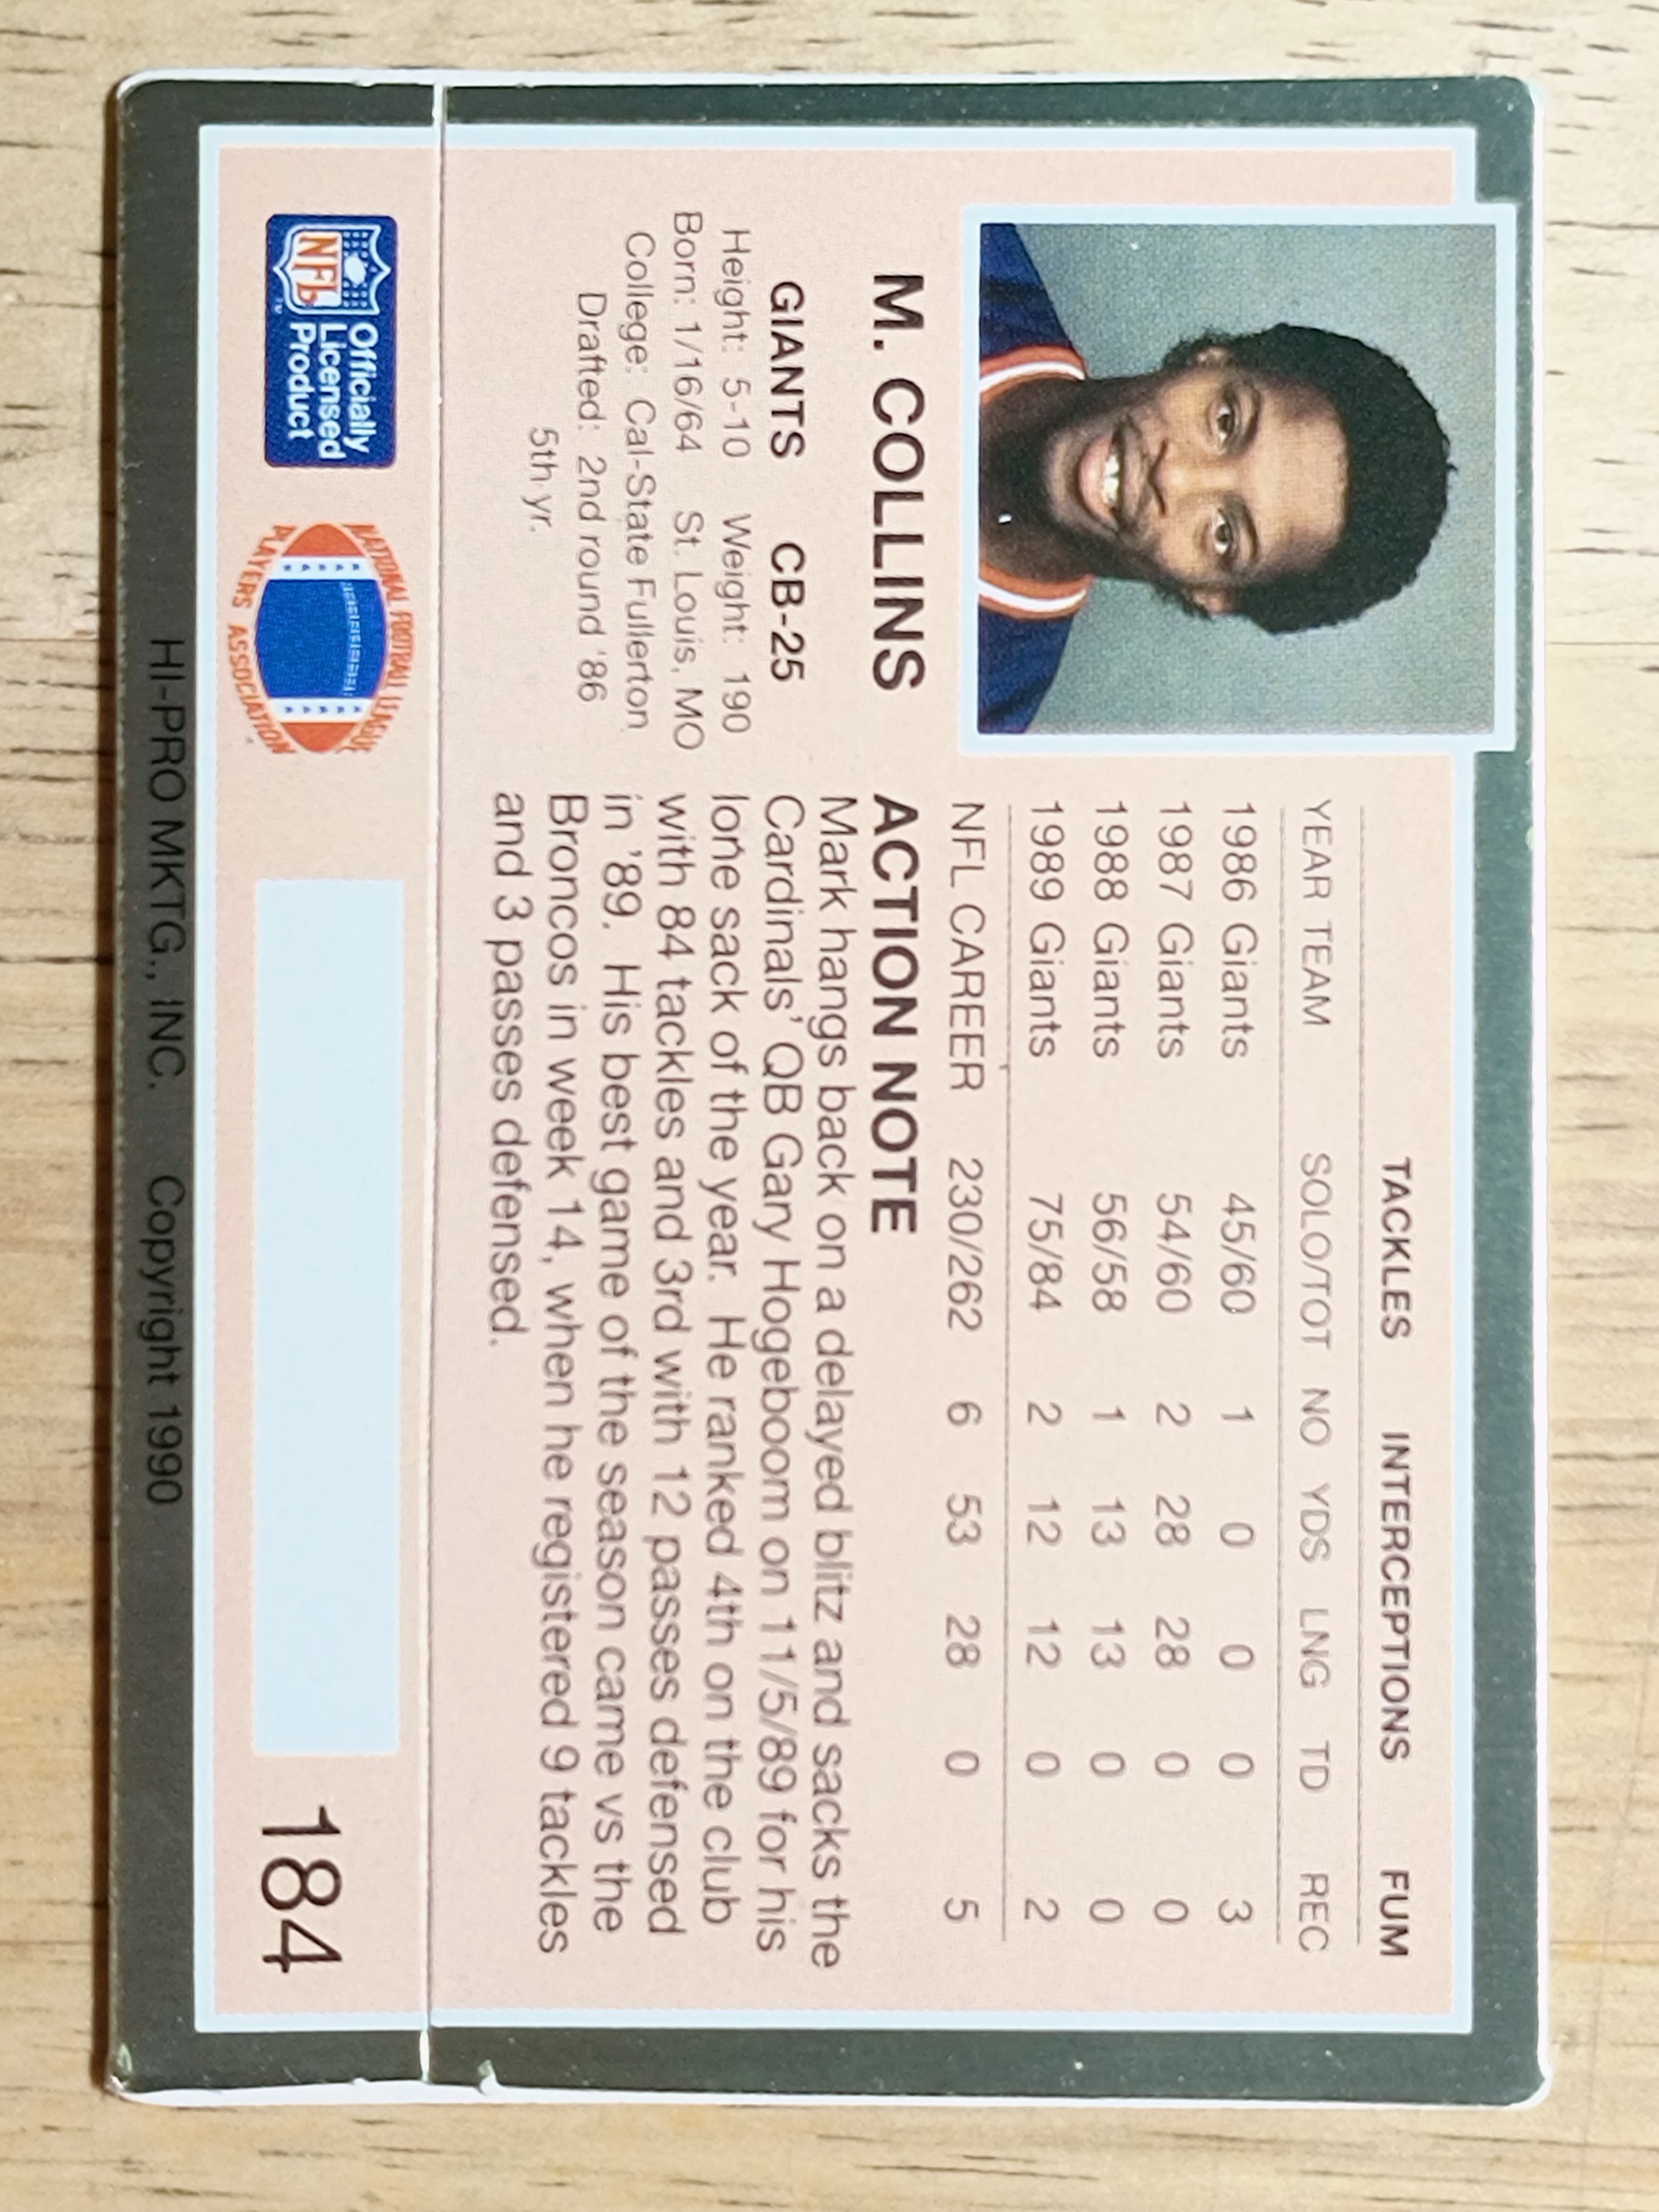 TACKLES INTERCEPTIONS FUM
YEAR TEAM SOLO/TOT NO YDS LNG TD REC
1986 Giants 45/60 1 0 0 0 3
1987 Giants 54/60 2 28 28 0 0
1988 Giants 56/58 1 13 13 0 0
1989 Giants 75/84 2 12 12 0 2
NFL CAREER 230/262 6 53 28 0 5
M. COLLINS
GIANTS CB-25
Height: 5-10 Weight: 190
Born: 1/16/64 St. Louis, MO
College: Cal-State Fullerton
Drafted: 2nd round '86
5th yr.
ACTION NOTE
Mark hangs back on a delayed blitz and sacks the
Cardinals' QB Gary Hogeboom on 11/5/89 for his
lone sack of the year. He ranked 4th on the club
with 84 tackles and 3rd with 12 passes defensed
in '89. His best game of the season came vs the
Broncos in week 14, when he registered 9 tackles
and 3 passes defensed.
NFL
TM
Officially
Licensed
Product
NATIONAL FOOTBALL LEAGUE
PLAYERS ASSOCIATION
184
HI-PRO MKTG., INC. Copyright 1990